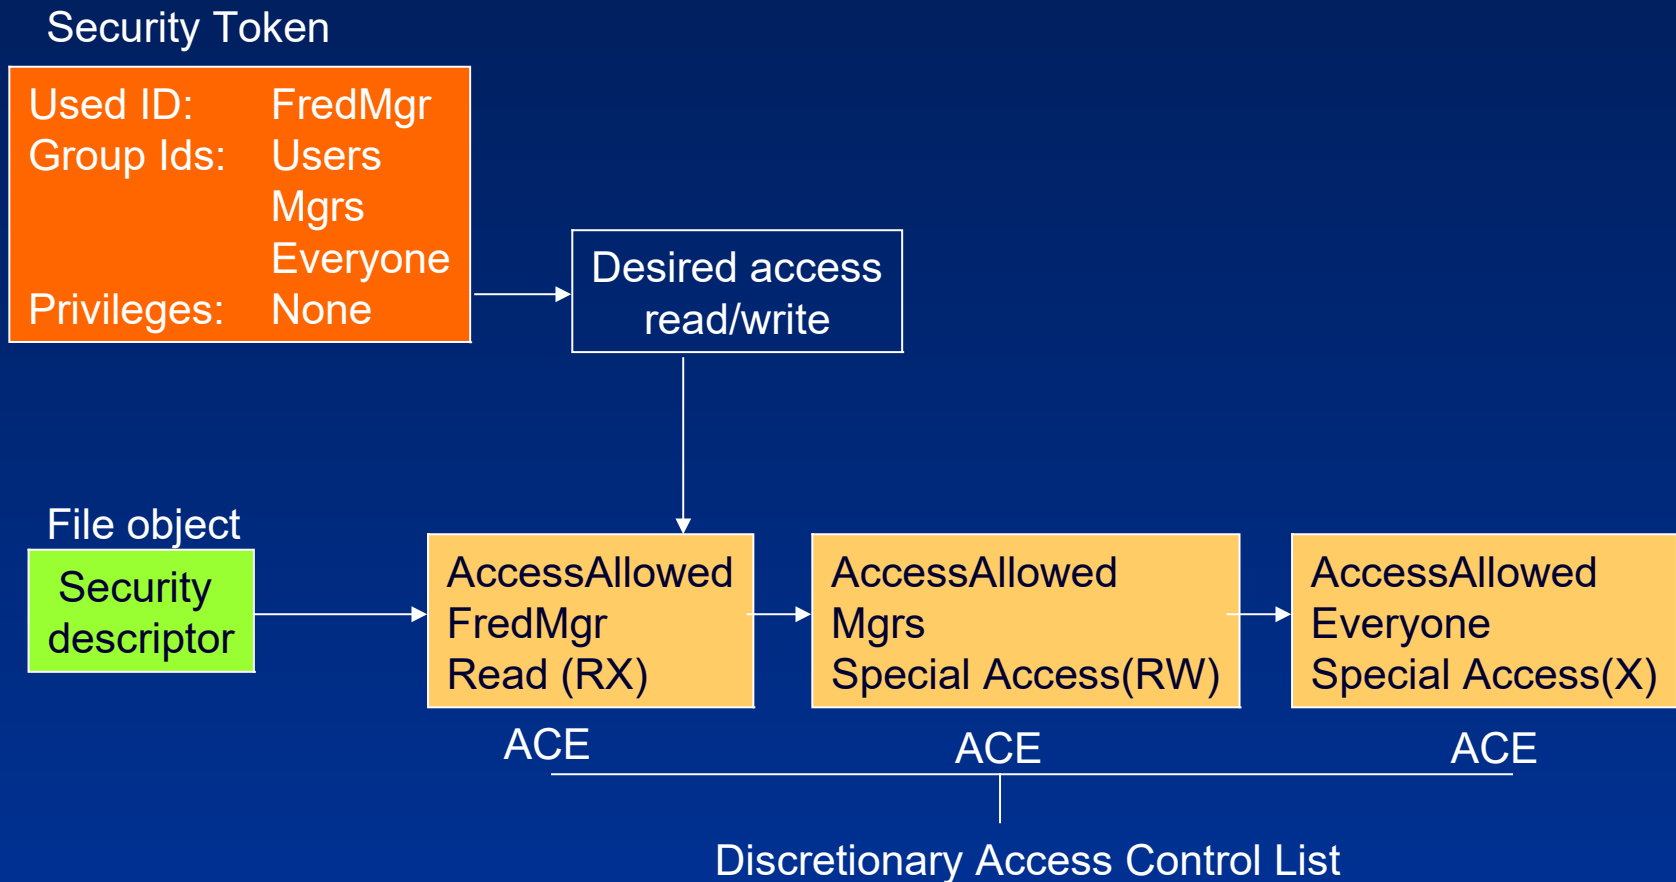 Security Token
Used ID: FredMgr
Group Ids: Users
Mgrs
Everyone
Privileges: None
Desired access
read/write
File object
Security
descriptor
AccessAllowed
FredMgr
Read (RX)
AccessAllowed
Mgrs
Special Access(RW)
AccessAllowed
Everyone
Special Access(X)
ACE
ACE
ACE
Discretionary Access Control List